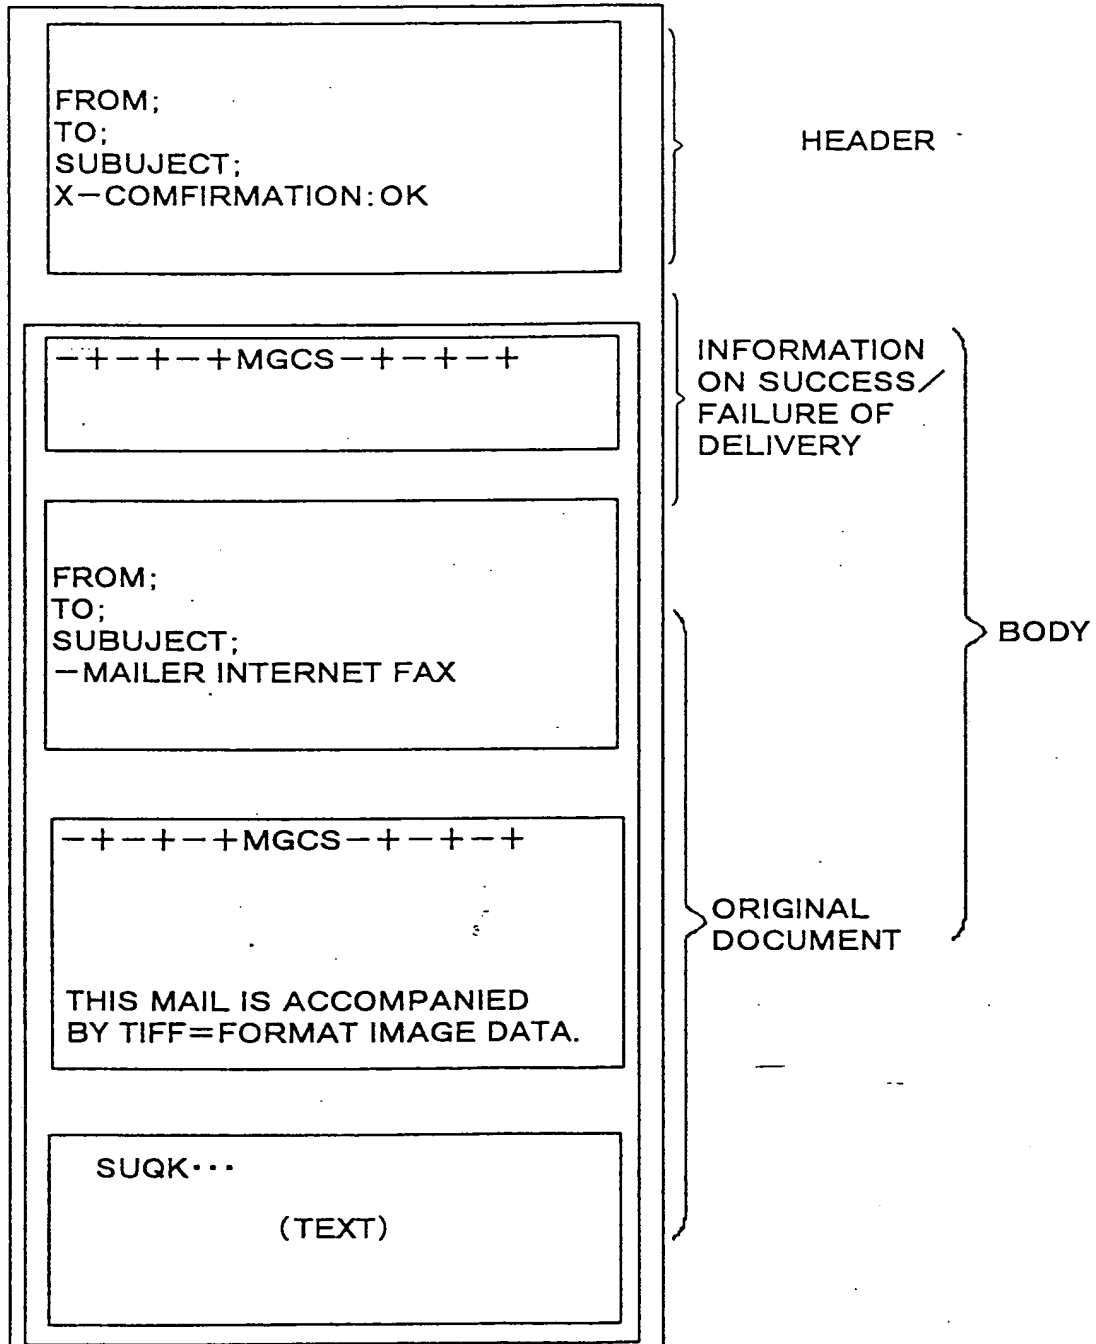 FROM;
TO;
SUBUJECT;
X-COMFIRMATION:OK
HEADER
-+-+-+MGCS-+-+-+
INFORMATION
ON SUCCESS/
FAILURE OF
DELIVERY
FROM;
TO;
SUBUJECT;
-MAILER INTERNET FAX
BODY
-+-+-+MGCS-+-+-+
THIS MAIL IS ACCOMPANIED
BY TIFF=FORMAT IMAGE DATA.
ORIGINAL
DOCUMENT
SUQK···
(TEXT)